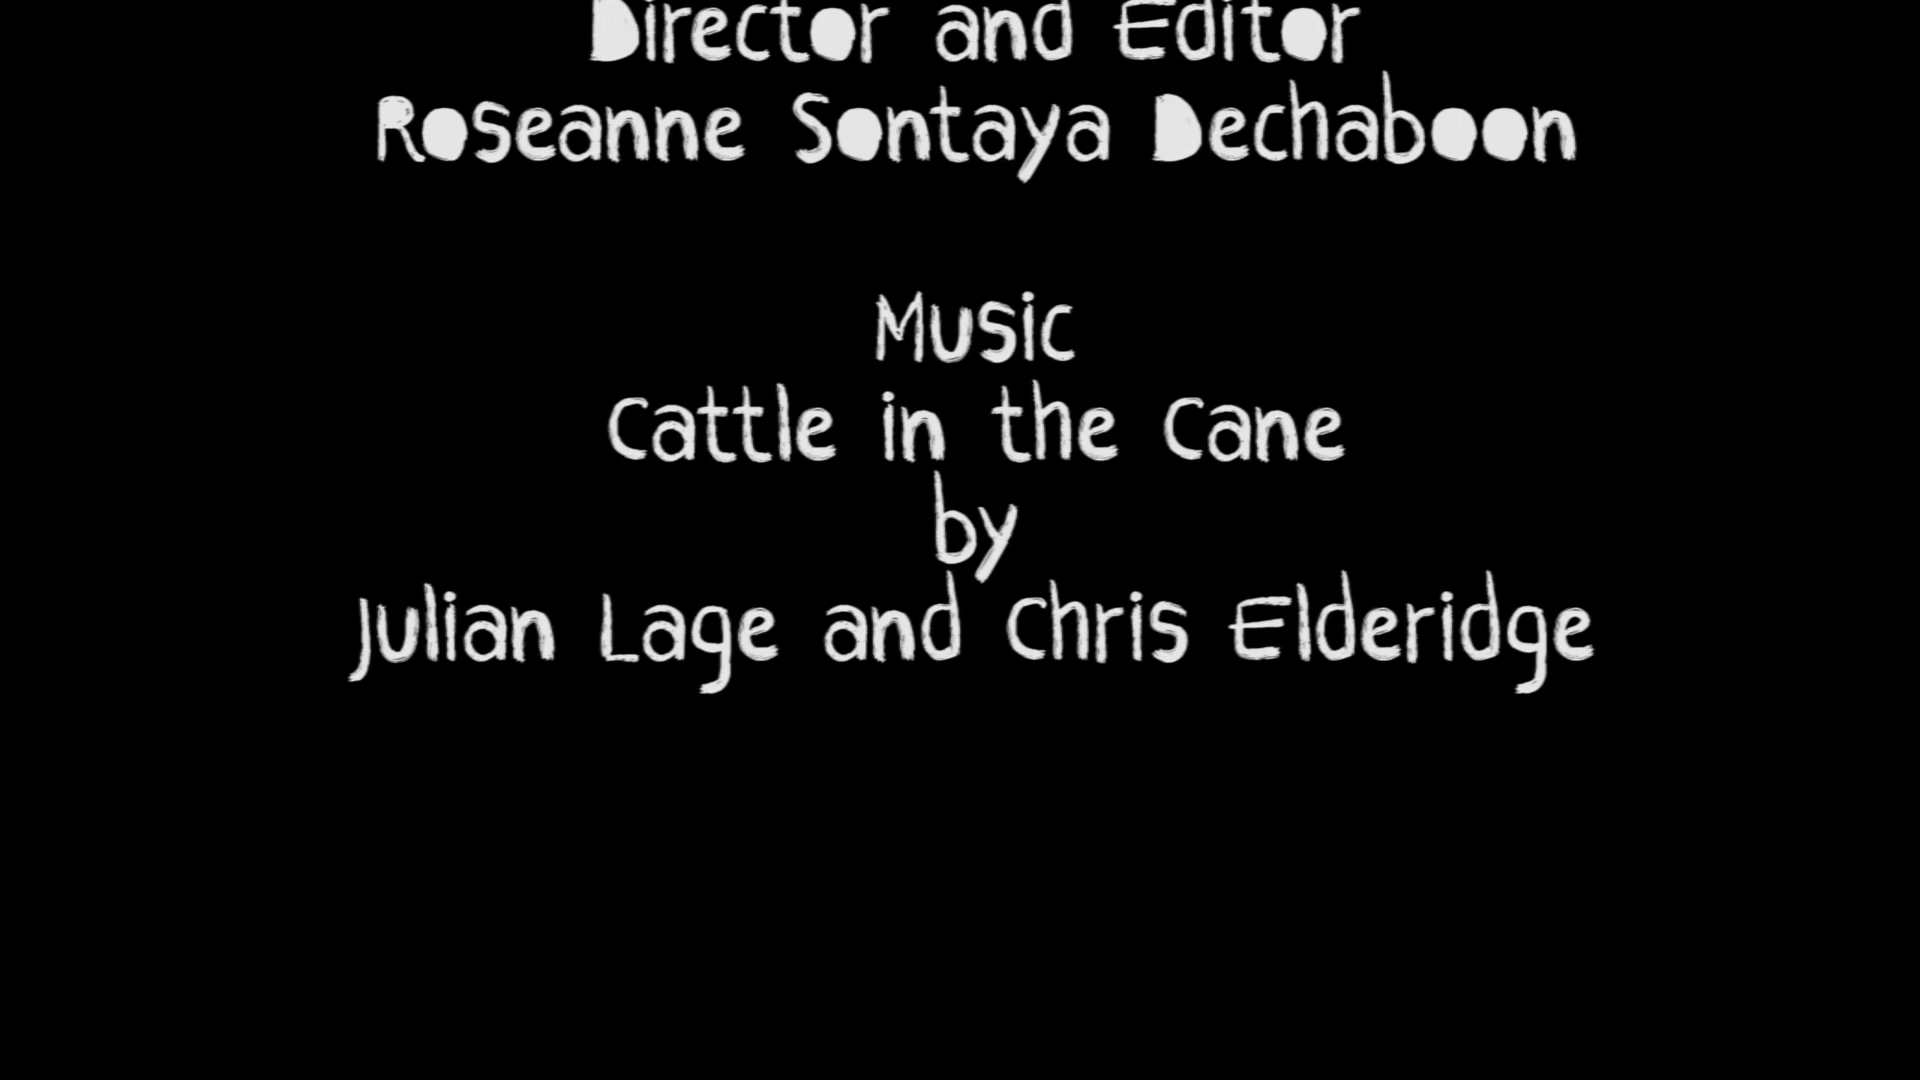 Director and Editor
Roseanne Sontaya Dechaboon
Music
Cattle in the Cane
by
Julian Lage and Chris Elderidge